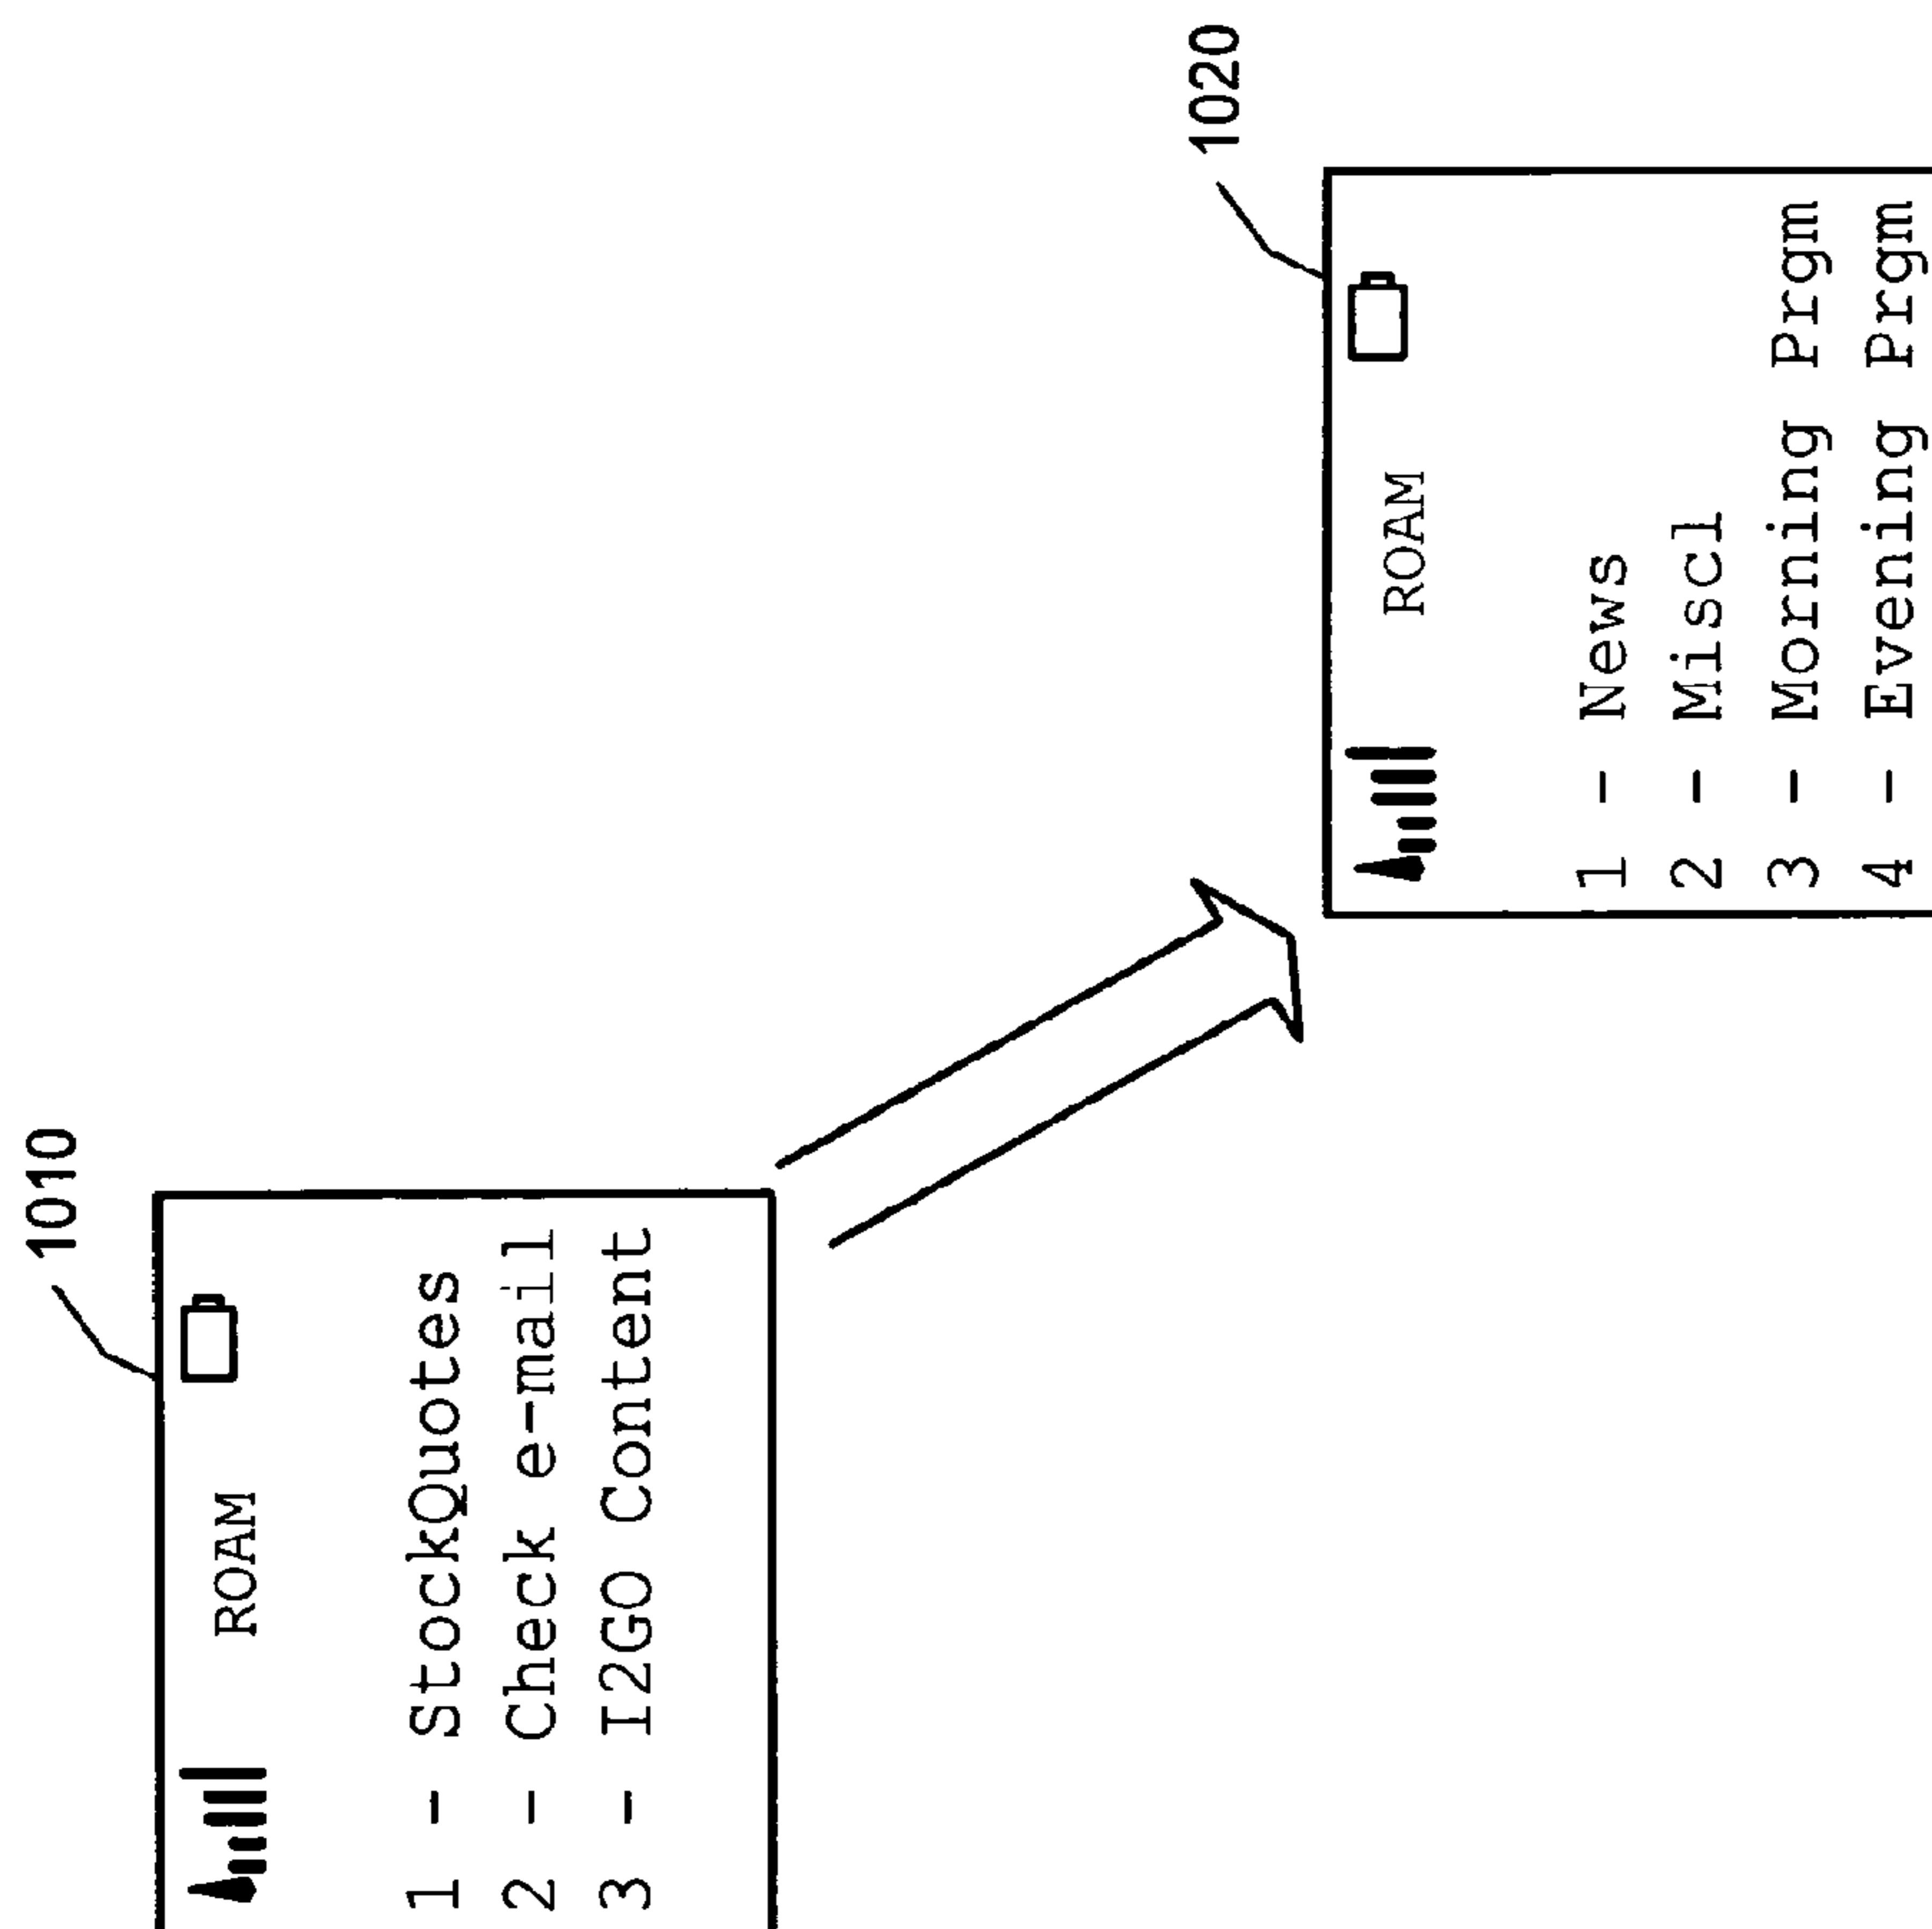 1010
ROAM
1 - StockQuotes
2 - Check e-mail
3 - I2GO Content
1020
ROAM
1 - News
2 - Miscl
3 - Morning Prgm
4 - Evening Prgm